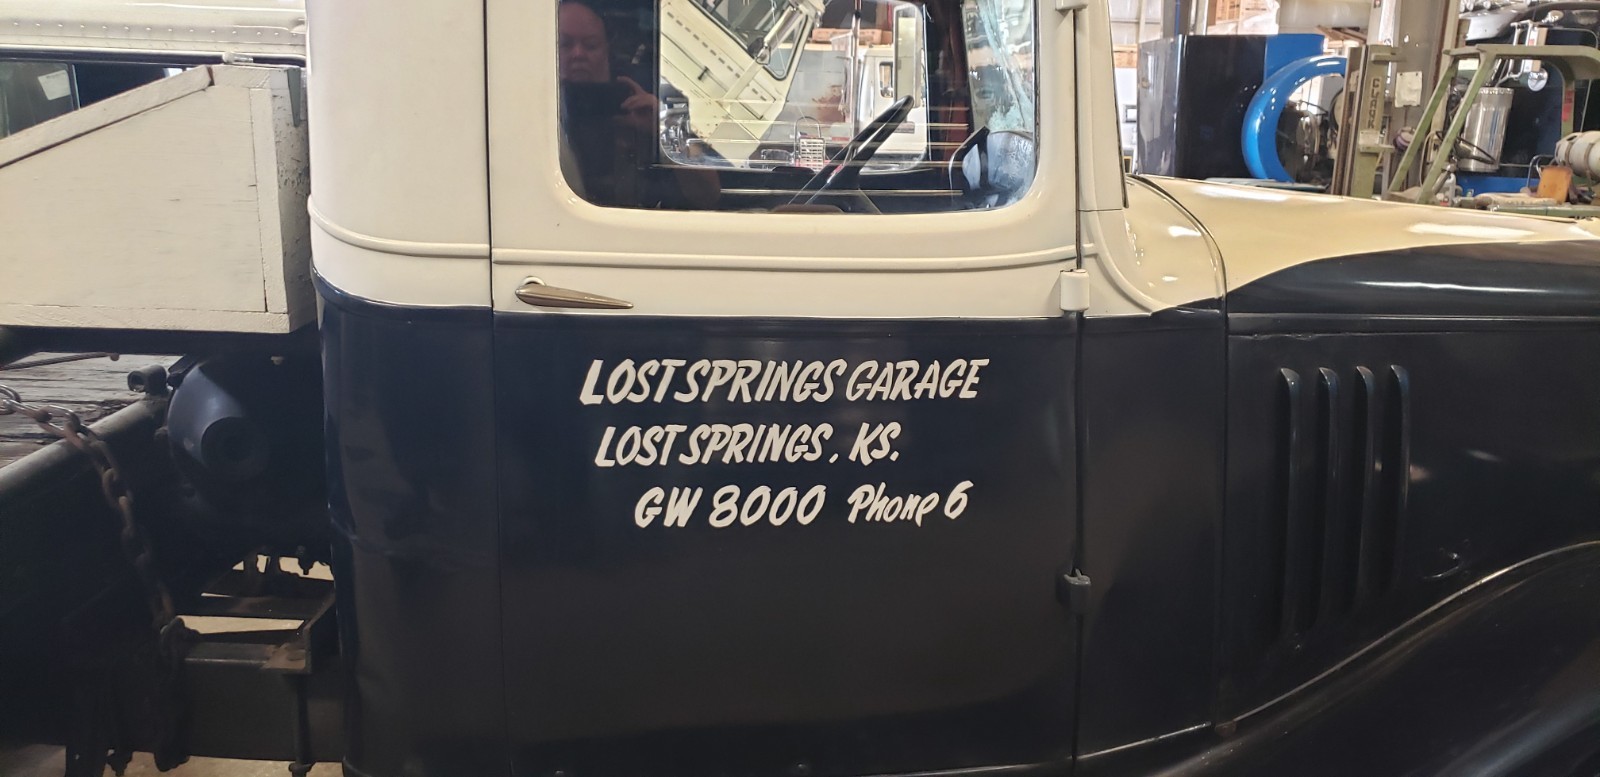 LOST SPRINGS GARAGE
LOST SPRINGS, KS.
GW 8000 Phone 6